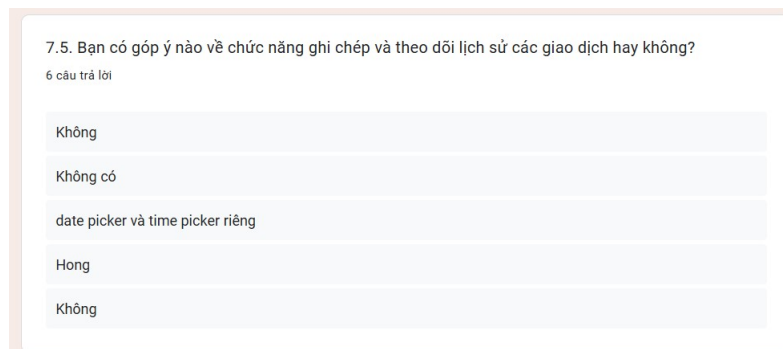 7.5. Bạn có góp ý nào về chức năng ghi chép và theo dõi lịch sử các giao dịch hay không?
6 câu trả lời
Không
Không có
date picker và time picker riêng
Hong
Không